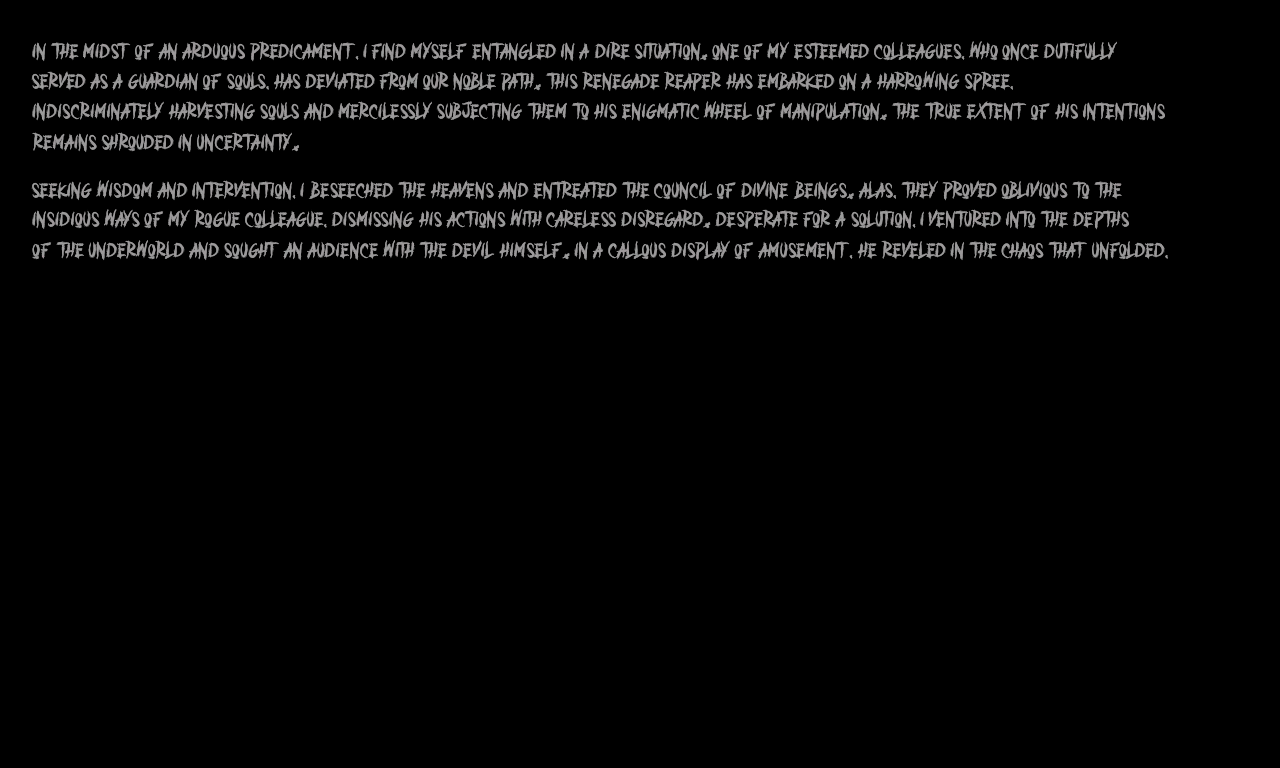 IN THE MIDST OF AN ARDUOUS PREDICAMENT, I FIND MYSELF ENTANGLED IN A DIRE SITUATION. ONE OF MY ESTEEMED COLLEAGUES, WHO ONCE DUTIFULLY
SERVED AS A GUARDIAN OF SOULS, HAS DEVIATED FROM OUR NOBLE PATH. THIS RENEGADE REAPER HAS EMBARKED ON A HARROWING SPREE,
INDISCRIMINATELY HARVESTING SOULS AND MERCILESSLY SUBJECTING THEM TO HIS ENIGMATIC WHEEL OF MANIPULATION. THE TRUE EXTENT OF HIS INTENTIONS
REMAINS SHROUDED IN UNCERTAINTY.
SEEKING WISDOM AND INTERVENTION, I BESEECHED THE HEAVENS AND ENTREATED THE COUNCIL OF DIVINE BEINGS. ALAS, THEY PROVED OBLIVIOUS TO THE
INSIDIOUS WAYS OF MY ROGUE COLLEAGUE, DISMISSING HIS ACTIONS WITH CARELESS DISREGARD. DESPERATE FOR A SOLUTION, I VENTURED INTO THE DEPTHS
OF THE UNDERWORLD AND SOUGHT AN AUDIENCE WITH THE DEVIL HIMSELF. IN A CALLOUS DISPLAY OF AMUSEMENT, HE REVELED IN THE CHAOS THAT UNFOLDED,